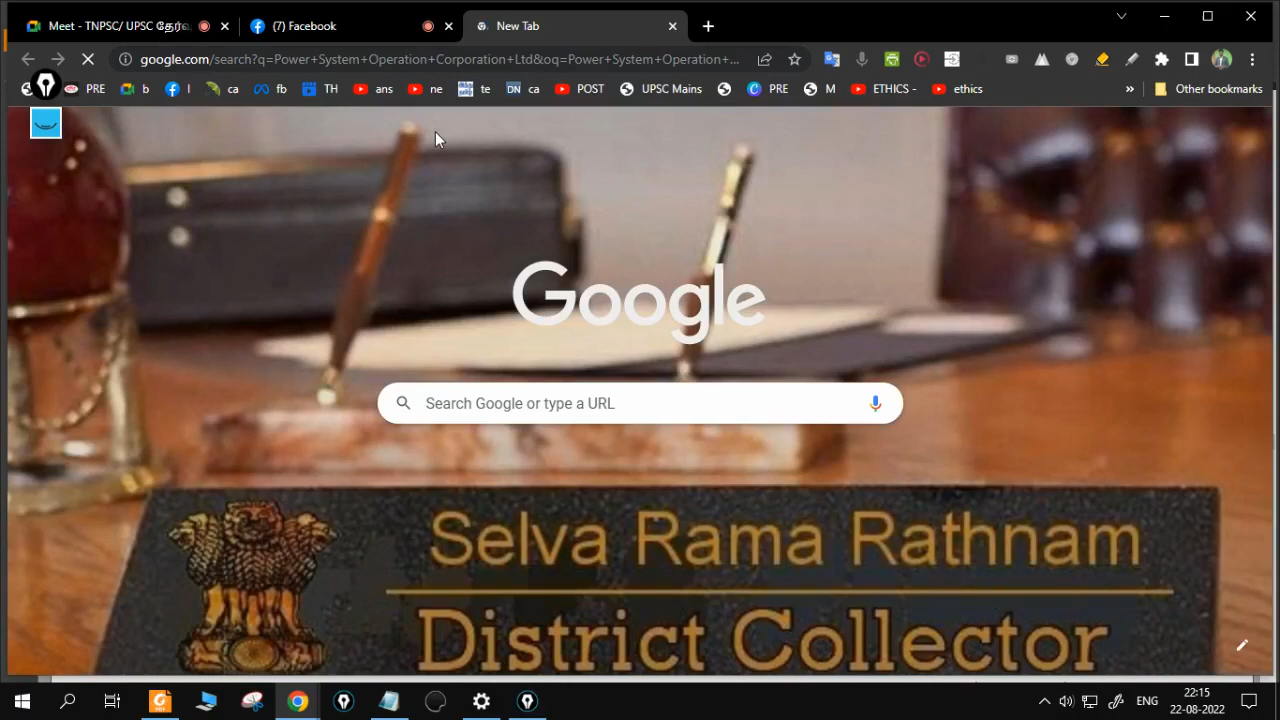 Meet - TNPSC/ UPSC
(7) Facebook
New Tab
google.com/search?q=Power+System+Operation+Corporation+Ltd&oq=Power+System+Operation+...
PRE
b
l
ca
fb
TH
ans
ne
te
DN
ca
POST
UPSC Mains
PRE
M
ETHICS -
ethics
»
Other bookmarks
Google
Search Google or type a URL
Selva Rama Rathnam
District Collector
ENG
22:15
22-08-2022